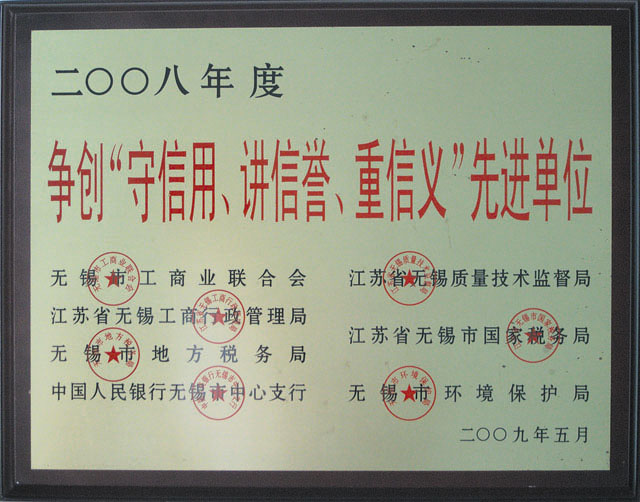 二〇〇八年度
争创“守信用、讲信誉、重信义”先进单位
无锡市工商业联合会
江苏省无锡工商行政管理局
无锡市地方税务局
中国人民银行无锡市中心支行
江苏省无锡质量技术监督局
江苏省无锡市国家税务局
无锡市环境保护局
二〇〇九年五月